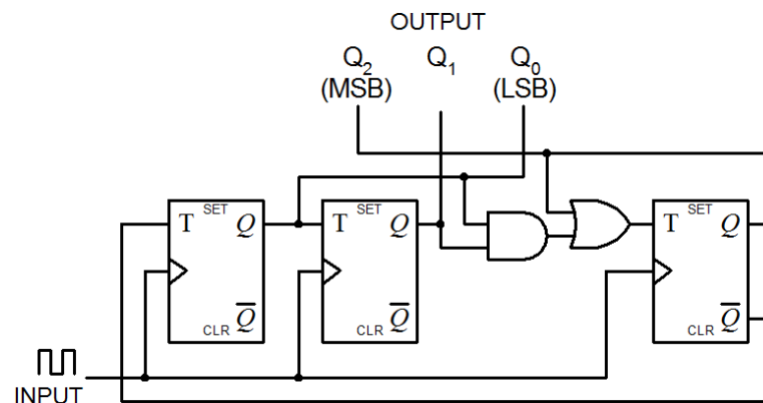 OUTPUT
Q₂ Q₁ Q₀
(MSB) (LSB)
SET SET SET
T Q T Q T Q
Q̅ Q̅ Q̅
CLR CLR CLR
INPUT